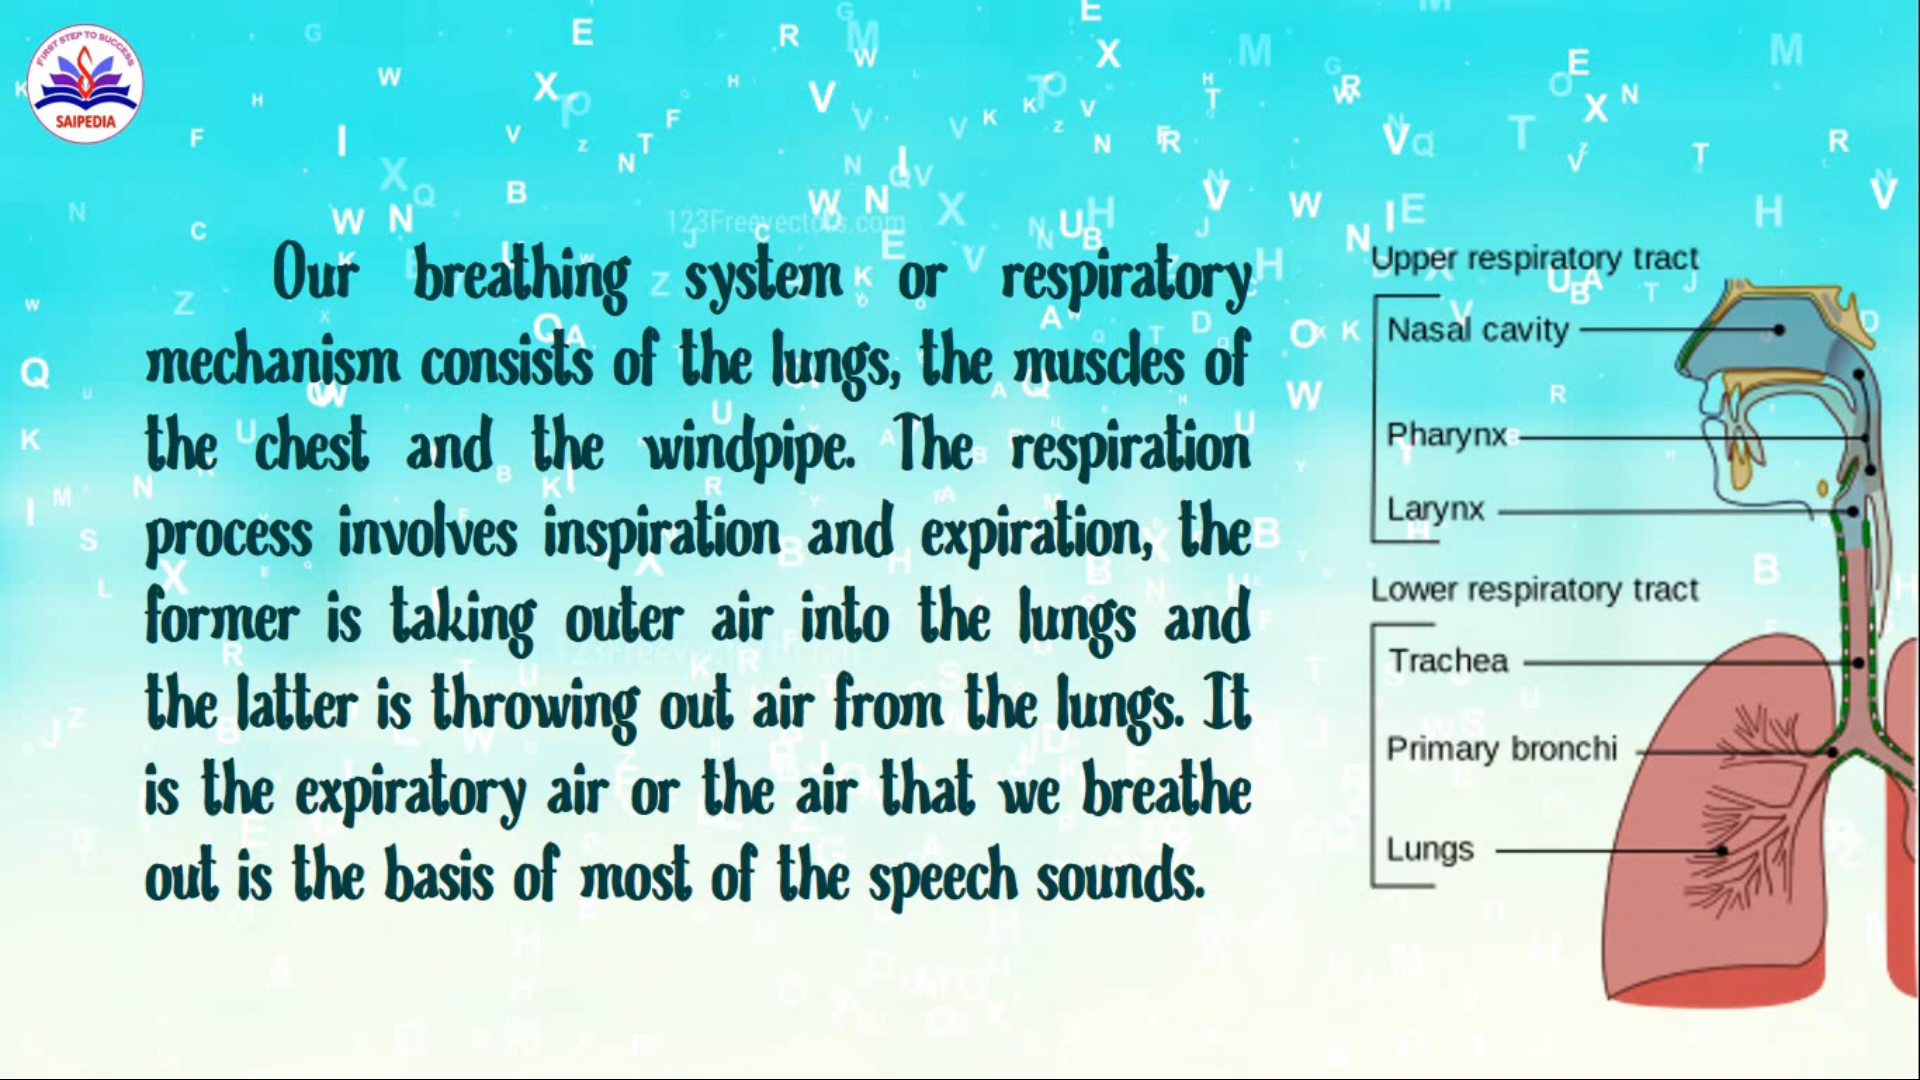 FIRST STEP TO SUCCESS
SAIPEDIA
123Freevectors.com
Our breathing system or respiratory
mechanism consists of the lungs, the muscles of
the chest and the windpipe. The respiration
process involves inspiration and expiration, the
former is taking outer air into the lungs and
the latter is throwing out air from the lungs. It
is the expiratory air or the air that we breathe
out is the basis of most of the speech sounds.
Upper respiratory tract
Nasal cavity
Pharynx
Larynx
Lower respiratory tract
Trachea
Primary bronchi
Lungs